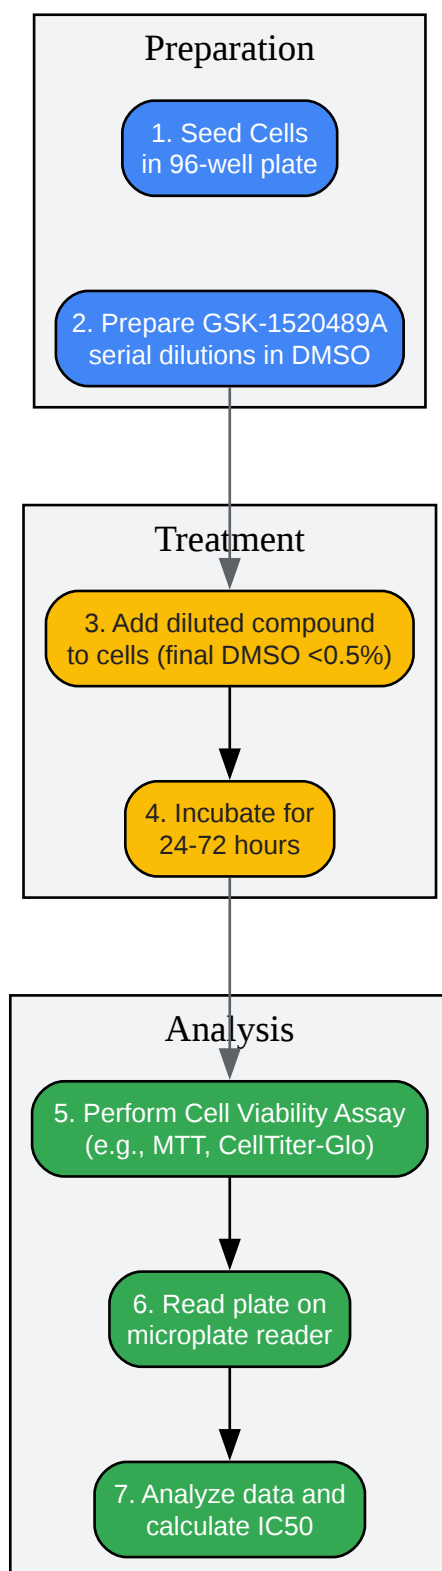 Preparation
1. Seed Cells
in 96-well plate
2. Prepare GSK-1520489A
serial dilutions in DMSO
Treatment
3. Add diluted compound
to cells (final DMSO <0.5%)
4. Incubate for
24-72 hours
Analysis
5. Perform Cell Viability Assay
(e.g., MTT, CellTiter-Glo)
6. Read plate on
microplate reader
7. Analyze data and
calculate IC50